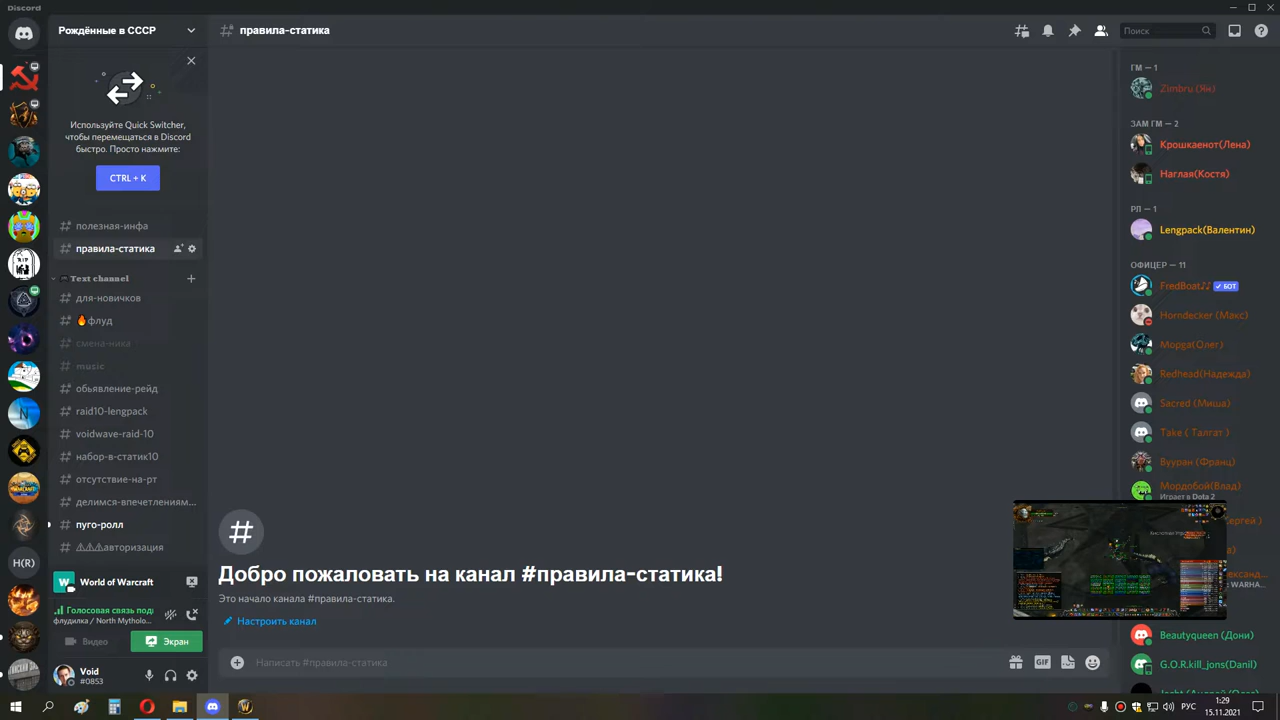 Discord
Рождённые в СССР
правила-статика
Поиск
Используйте Quick Switcher,
чтобы перемещаться в Discord
быстро. Просто нажмите:
CTRL + K
полезная-инфа
правила-статика
Text channel
для-новичков
флуд
смена-ника
music
обьявление-рейд
raid10-lengpack
voidwave-raid-10
набор-в-статик10
отсутствие-на-рт
делимся-впечатлениям...
пуго-ролл
авторизация
H(R)
World of Warcraft
Голосовая связь под
флудилка / North Mytholo...
Видео
Экран
Void
#0853
Добро пожаловать на канал #правила-статика!
Это начало канала #правила-статика.
Настроить канал
Написать #правила-статика
GIF
ГМ — 1
Zimbru (Ян)
ЗАМ ГМ — 2
Крошкаенот(Лена)
Наглая(Костя)
РЛ — 1
Lengpack(Валентин)
ОФИЦЕР — 11
FredBoat♪♪ ✓ БОТ
Horndecker (Макс)
Морga(Олег)
Redhead(Надежда)
Sacred (Миша)
Take ( Талгат )
Вууран (Франц)
Мордобой(Влад)
Играет в Dota 2
Beautyqueen (Дони)
G.O.R.kill_jons(Danil)
РУС
1:29
15.11.2021